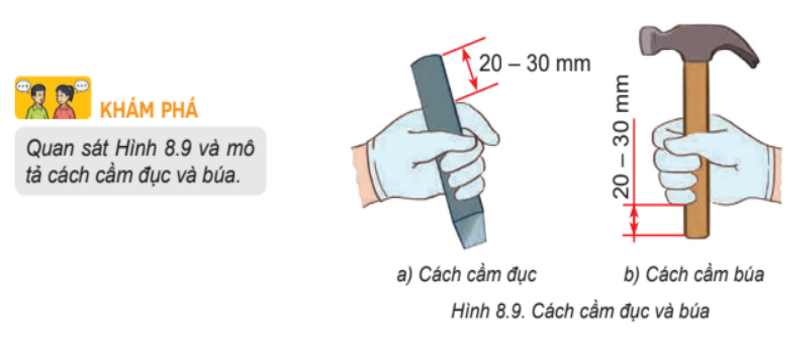 KHÁM PHÁ
Quan sát Hình 8.9 và mô
tả cách cầm đục và búa.
20 – 30 mm
20 – 30 mm
a) Cách cầm đục
b) Cách cầm búa
Hình 8.9. Cách cầm đục và búa